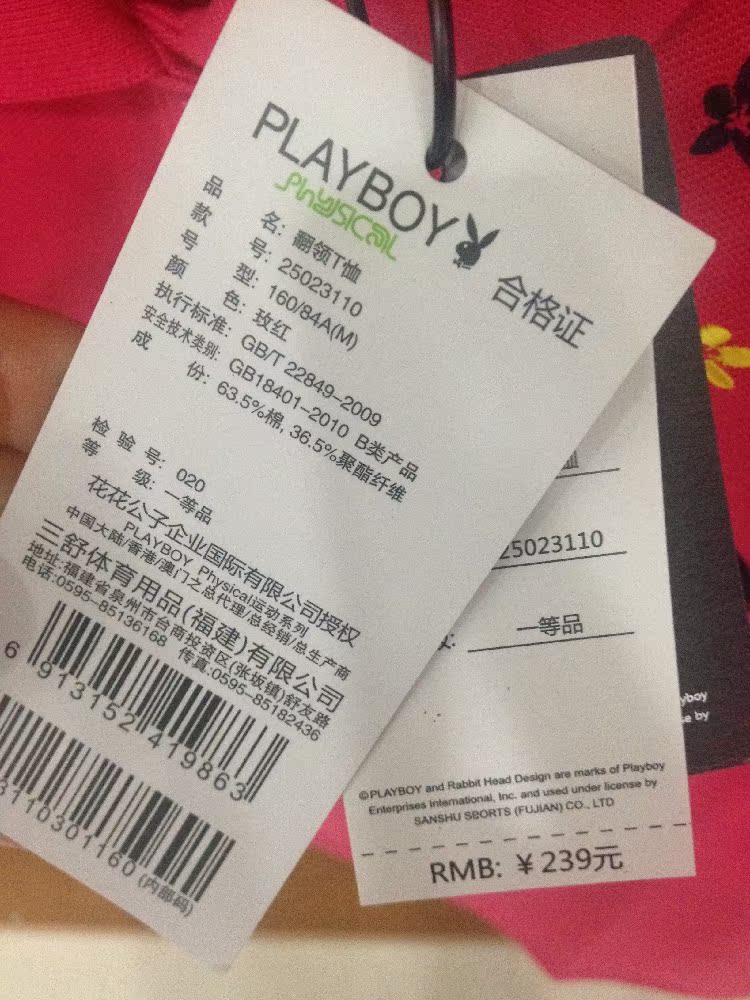 PLAYBOY
Physical
合格证
品 名: 翻领T恤
款 号: 25023110
号 型: 160/84A(M)
颜 色: 玫红
执行标准: GB/T 22849-2009
安全技术类别: GB18401-2010 B类产品
成 份: 63.5%棉, 36.5%聚酯纤维
检 验 号: 020
等 级: 一等品
花花公子企业国际有限公司授权
PLAYBOY Physical运动系列
中国大陆/香港/澳门之总代理/总经销/总生产商
三舒体育用品(福建)有限公司
地址:福建省泉州市台商投资区(张坂镇)舒友路
电话:0595-85136168 传真:0595-85182436
6 913152 419863
3110301160 (内部码)
25023110
一等品
©PLAYBOY and Rabbit Head Design are marks of Playboy
Enterprises International, Inc. and used under license by
SANSHU SBORTS (FUJIAN) CO., LTD
RMB: ¥239元
yboy
e by